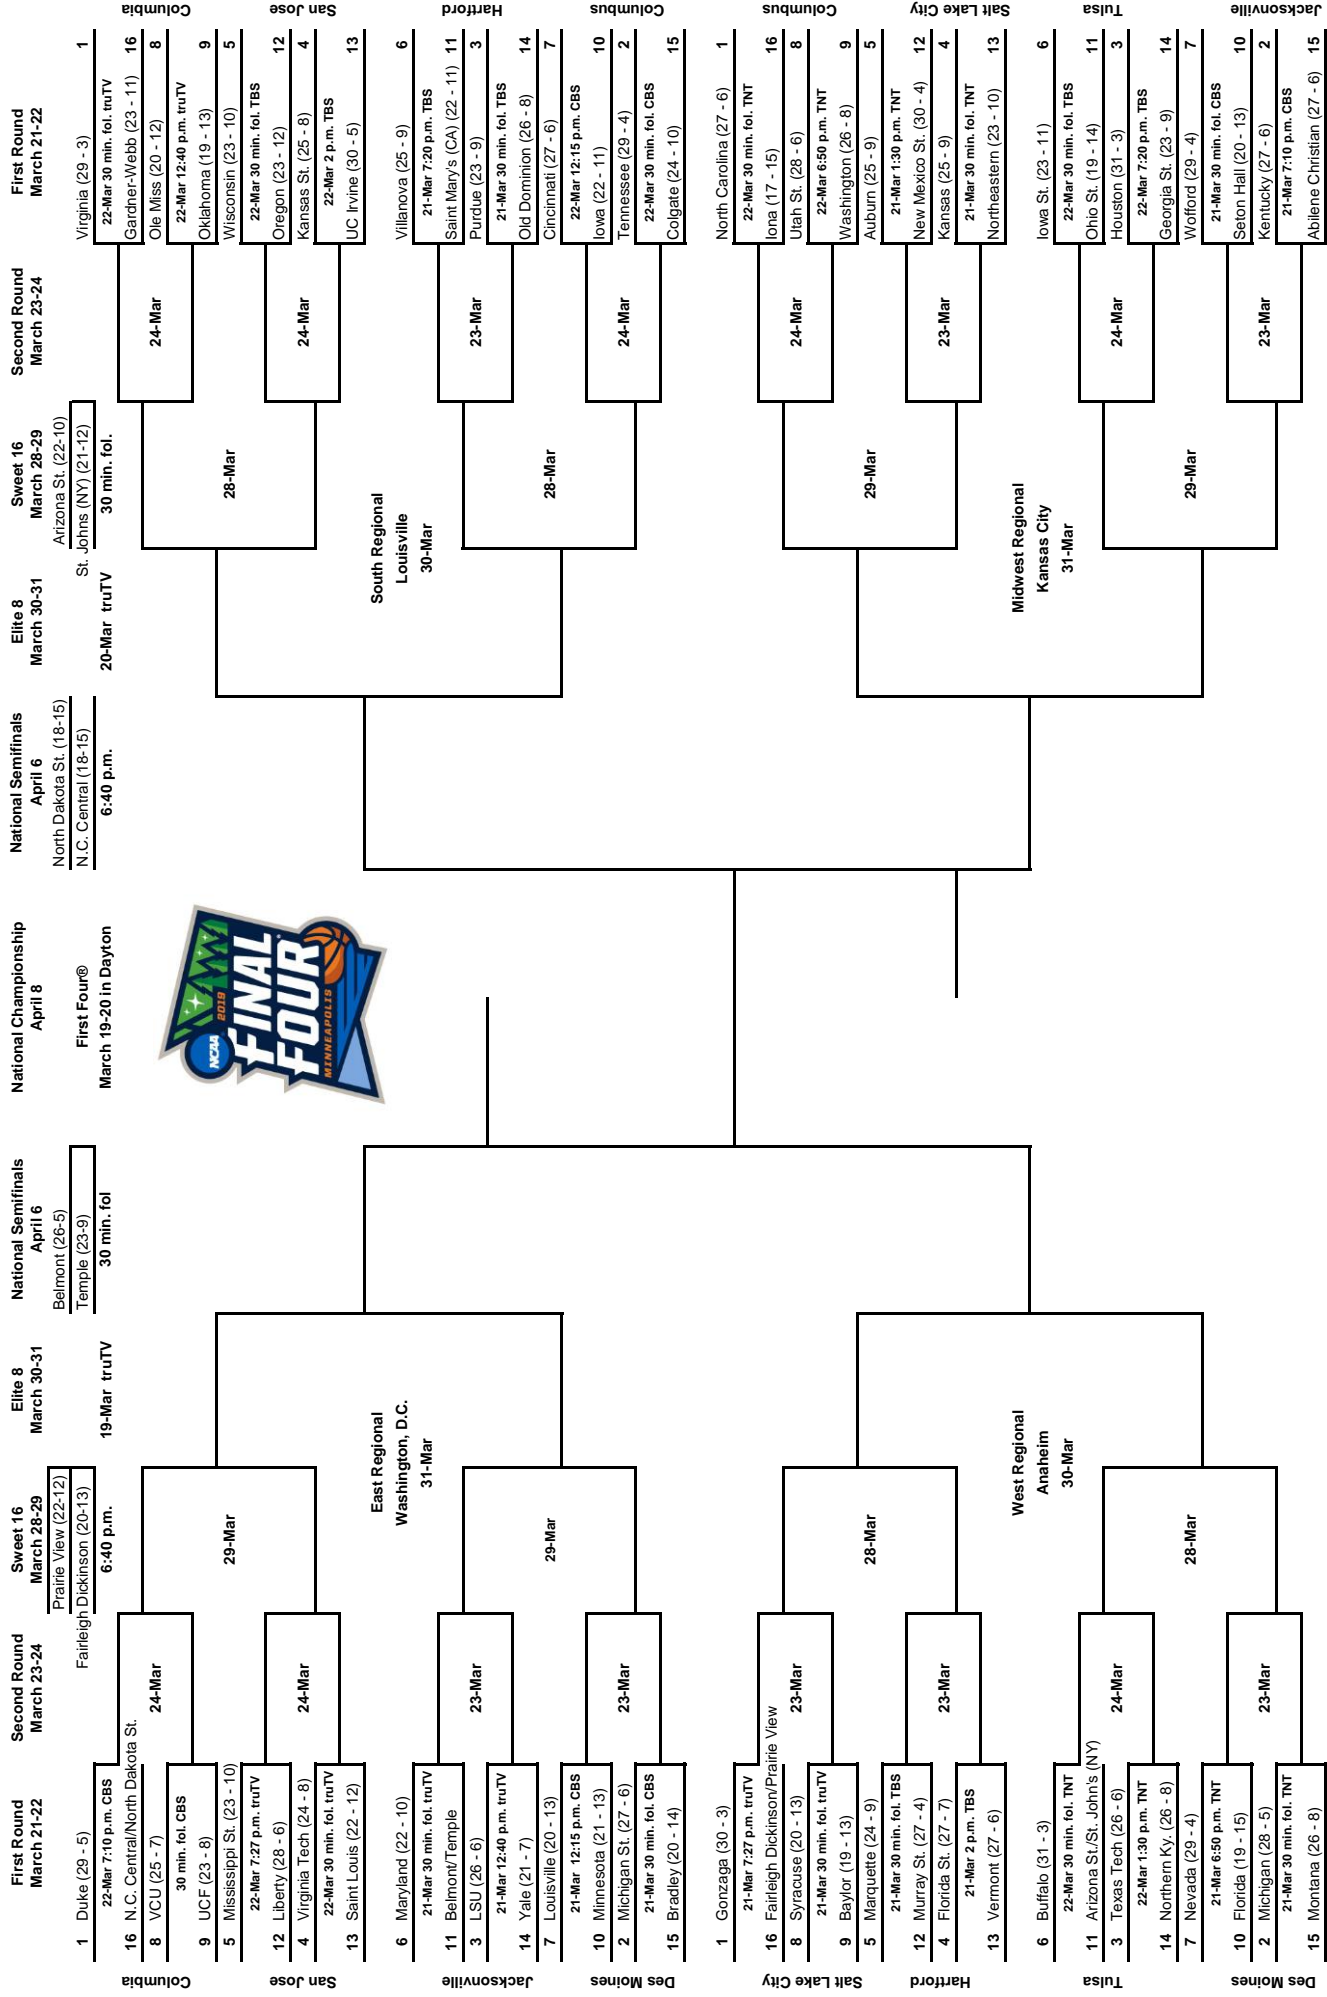 First Round
March 21-22
Second Round
March 23-24
Sweet 16
March 28-29
Elite 8
March 30-31
National Semifinals
April 6
National Championship
April 8
National Semifinals
April 6
Elite 8
March 30-31
Sweet 16
March 28-29
Second Round
March 23-24
First Round
March 21-22
Prairie View (22-12)
Fairleigh Dickinson (20-13)
6:40 p.m.
19-Mar truTV
Belmont (26-5)
Temple (23-9)
30 min. fol
First Four®
March 19-20 in Dayton
North Dakota St. (18-15)
N.C. Central (18-15)
6:40 p.m.
20-Mar truTV
Arizona St. (22-10)
St. Johns (NY) (21-12)
30 min. fol.
NCAA 2019
FINAL
FOUR
MINNEAPOLIS
Columbia
1 Duke (29 - 5)
22-Mar 7:10 p.m. CBS
16 N.C. Central/North Dakota St.
24-Mar
8 VCU (25 - 7)
30 min. fol. CBS
9 UCF (23 - 8)
29-Mar
San Jose
5 Mississippi St. (23 - 10)
22-Mar 7:27 p.m. truTV
12 Liberty (28 - 6)
24-Mar
4 Virginia Tech (24 - 8)
22-Mar 30 min. fol. truTV
13 Saint Louis (22 - 12)
East Regional
Washington, D.C.
31-Mar
Jacksonville
6 Maryland (22 - 10)
21-Mar 30 min. fol. truTV
11 Belmont/Temple
23-Mar
3 LSU (26 - 6)
21-Mar 12:40 p.m. truTV
14 Yale (21 - 7)
29-Mar
Des Moines
7 Louisville (20 - 13)
21-Mar 12:15 p.m. CBS
10 Minnesota (21 - 13)
23-Mar
2 Michigan St. (27 - 6)
21-Mar 30 min. fol. CBS
15 Bradley (20 - 14)
Salt Lake City
1 Gonzaga (30 - 3)
21-Mar 7:27 p.m. truTV
16 Fairleigh Dickinson/Prairie View
23-Mar
8 Syracuse (20 - 13)
21-Mar 30 min. fol. truTV
9 Baylor (19 - 13)
28-Mar
Hartford
5 Marquette (24 - 9)
21-Mar 30 min. fol. TBS
12 Murray St. (27 - 4)
23-Mar
4 Florida St. (27 - 7)
21-Mar 2 p.m. TBS
13 Vermont (27 - 6)
West Regional
Anaheim
30-Mar
Tulsa
6 Buffalo (31 - 3)
22-Mar 30 min. fol. TNT
11 Arizona St./St. John's (NY)
24-Mar
3 Texas Tech (26 - 6)
22-Mar 1:30 p.m. TNT
14 Northern Ky. (26 - 8)
28-Mar
Des Moines
7 Nevada (29 - 4)
21-Mar 6:50 p.m. TNT
10 Florida (19 - 15)
23-Mar
2 Michigan (28 - 5)
21-Mar 30 min. fol. TNT
15 Montana (26 - 8)
Columbia
Virginia (29 - 3) 1
22-Mar 30 min. fol. truTV
Gardner-Webb (23 - 11) 16
24-Mar
Ole Miss (20 - 12) 8
22-Mar 12:40 p.m. truTV
Oklahoma (19 - 13) 9
28-Mar
San Jose
Wisconsin (23 - 10) 5
22-Mar 30 min. fol. TBS
Oregon (23 - 12) 12
24-Mar
Kansas St. (25 - 8) 4
22-Mar 2 p.m. TBS
UC Irvine (30 - 5) 13
South Regional
Louisville
30-Mar
Hartford
Villanova (25 - 9) 6
21-Mar 7:20 p.m. TBS
Saint Mary's (CA) (22 - 11) 11
23-Mar
Purdue (23 - 9) 3
21-Mar 30 min. fol. TBS
Old Dominion (26 - 8) 14
28-Mar
Columbus
Cincinnati (27 - 6) 7
22-Mar 12:15 p.m. CBS
Iowa (22 - 11) 10
24-Mar
Tennessee (29 - 4) 2
22-Mar 30 min. fol. CBS
Colgate (24 - 10) 15
Columbus
North Carolina (27 - 6) 1
22-Mar 30 min. fol. TNT
Iona (17 - 15) 16
24-Mar
Utah St. (28 - 6) 8
22-Mar 6:50 p.m. TNT
Washington (26 - 8) 9
29-Mar
Salt Lake City
Auburn (25 - 9) 5
21-Mar 1:30 p.m. TNT
New Mexico St. (30 - 4) 12
23-Mar
Kansas (25 - 9) 4
21-Mar 30 min. fol. TNT
Northeastern (23 - 10) 13
Midwest Regional
Kansas City
31-Mar
Tulsa
Iowa St. (23 - 11) 6
22-Mar 30 min. fol. TBS
Ohio St. (19 - 14) 11
24-Mar
Houston (31 - 3) 3
22-Mar 7:20 p.m. TBS
Georgia St. (23 - 9) 14
29-Mar
Jacksonville
Wofford (29 - 4) 7
21-Mar 30 min. fol. CBS
Seton Hall (20 - 13) 10
23-Mar
Kentucky (27 - 6) 2
21-Mar 7:10 p.m. CBS
Abilene Christian (27 - 6) 15